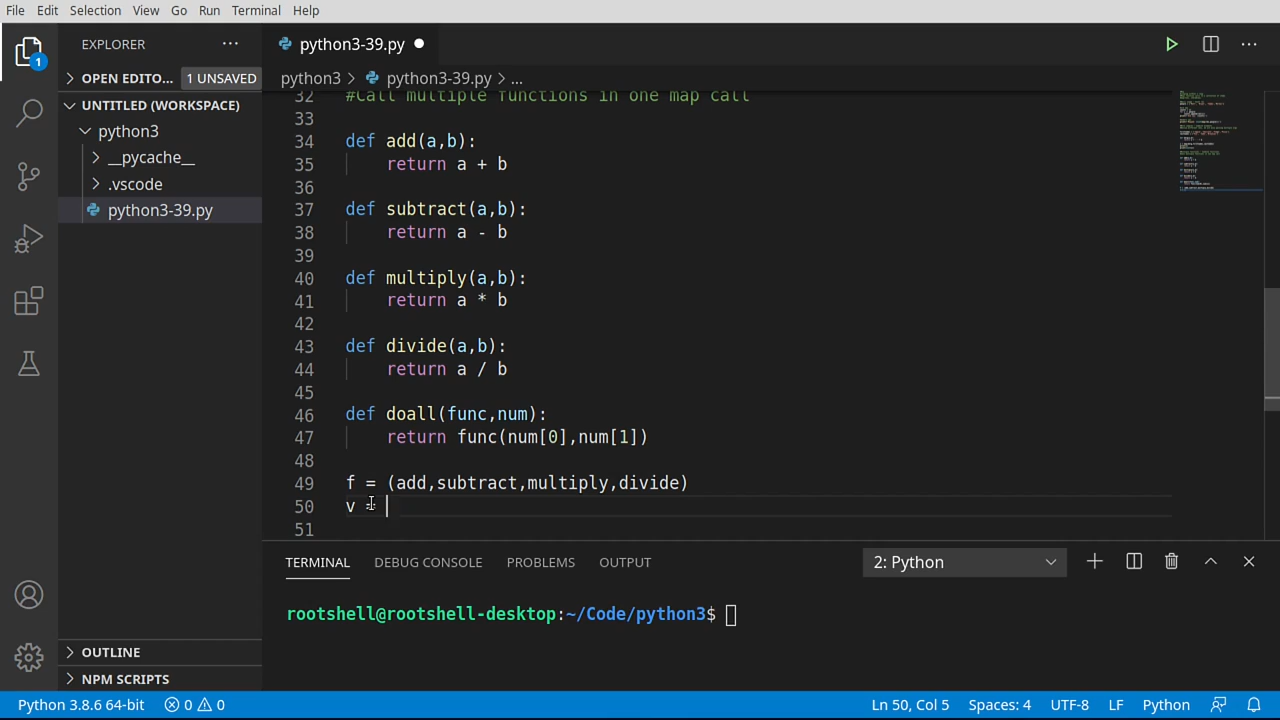 File Edit Selection View Go Run Terminal Help
EXPLORER
python3-39.py
1
OPEN EDITO... 1 UNSAVED
python3 > python3-39.py > ...
UNTITLED (WORKSPACE)
python3
__pycache__
.vscode
python3-39.py
32 #Call multiple functions in one map call
33
34 def add(a,b):
35 return a + b
36
37 def subtract(a,b):
38 return a - b
39
40 def multiply(a,b):
41 return a * b
42
43 def divide(a,b):
44 return a / b
45
46 def doall(func,num):
47 return func(num[0],num[1])
48
49 f = (add,subtract,multiply,divide)
50 v =
51
TERMINAL DEBUG CONSOLE PROBLEMS OUTPUT 2: Python
rootshell@rootshell-desktop:~/Code/python3$
OUTLINE
NPM SCRIPTS
Python 3.8.6 64-bit 0 0 Ln 50, Col 5 Spaces: 4 UTF-8 LF Python